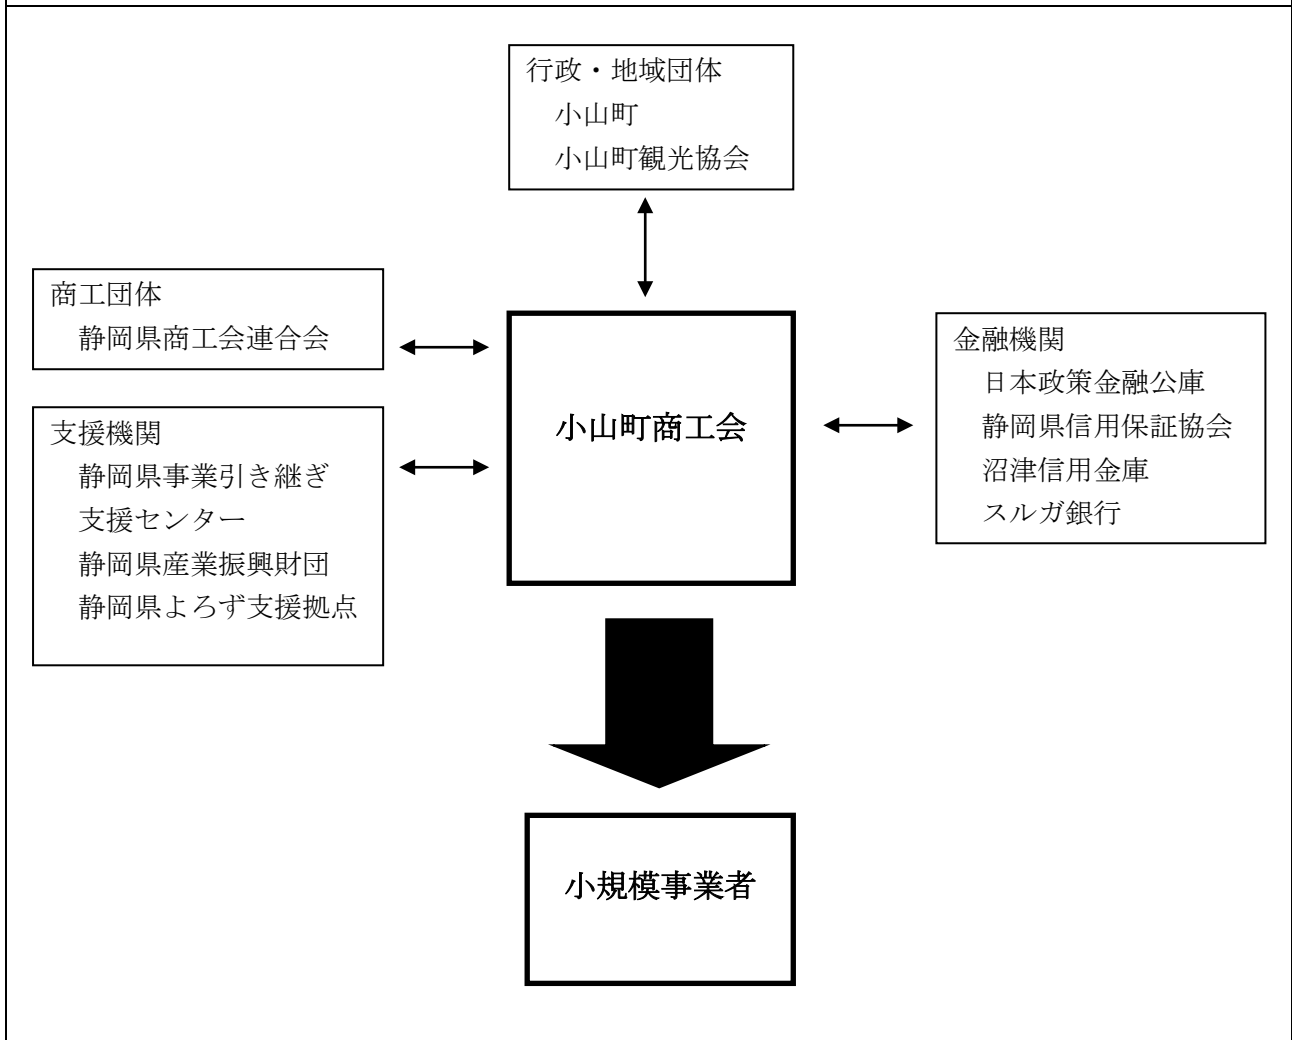 行政・地域団体
小山町
小山町観光協会
商工団体
静岡県商工会連合会
支援機関
静岡県事業引き継ぎ
支援センター
静岡県産業振興財団
静岡県よろず支援拠点
小山町商工会
金融機関
日本政策金融公庫
静岡県信用保証協会
沼津信用金庫
スルガ銀行
小規模事業者